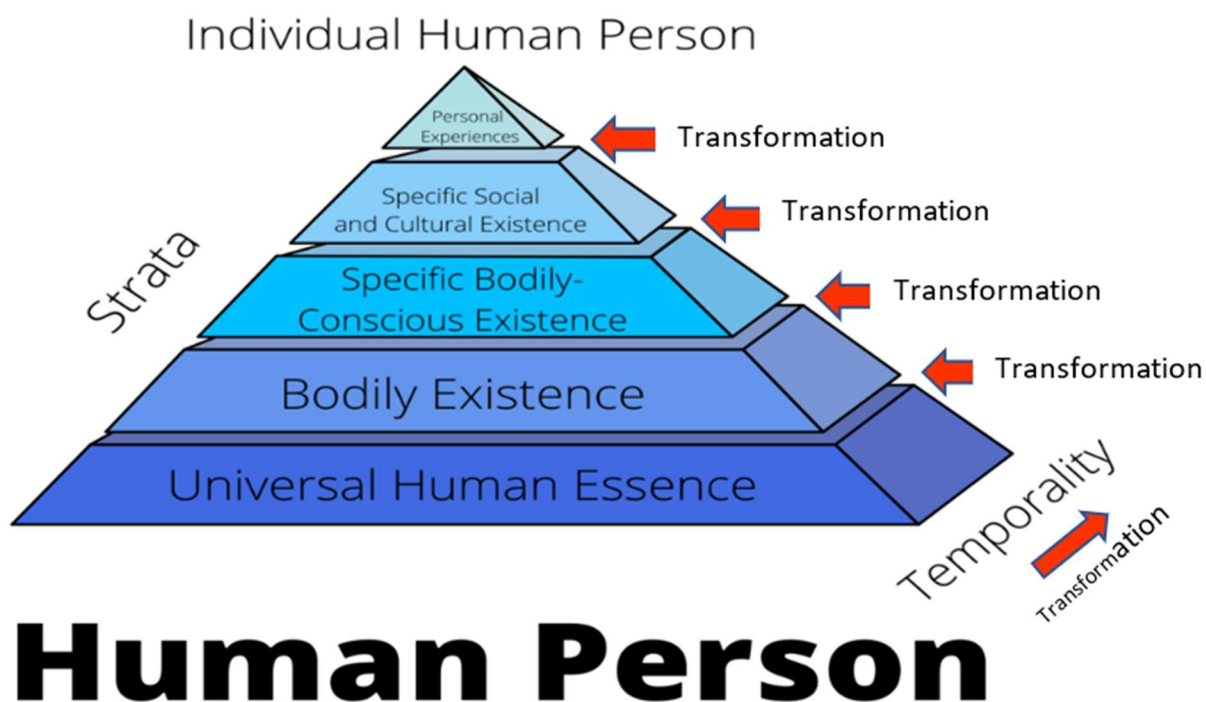 Individual Human Person
Personal
Experiences
Transformation
Specific Social
and Cultural Existence
Transformation
Strata
Specific Bodily-
Conscious Existence
Transformation
Bodily Existence
Transformation
Universal Human Essence
Temporality
Transformation
Human Person